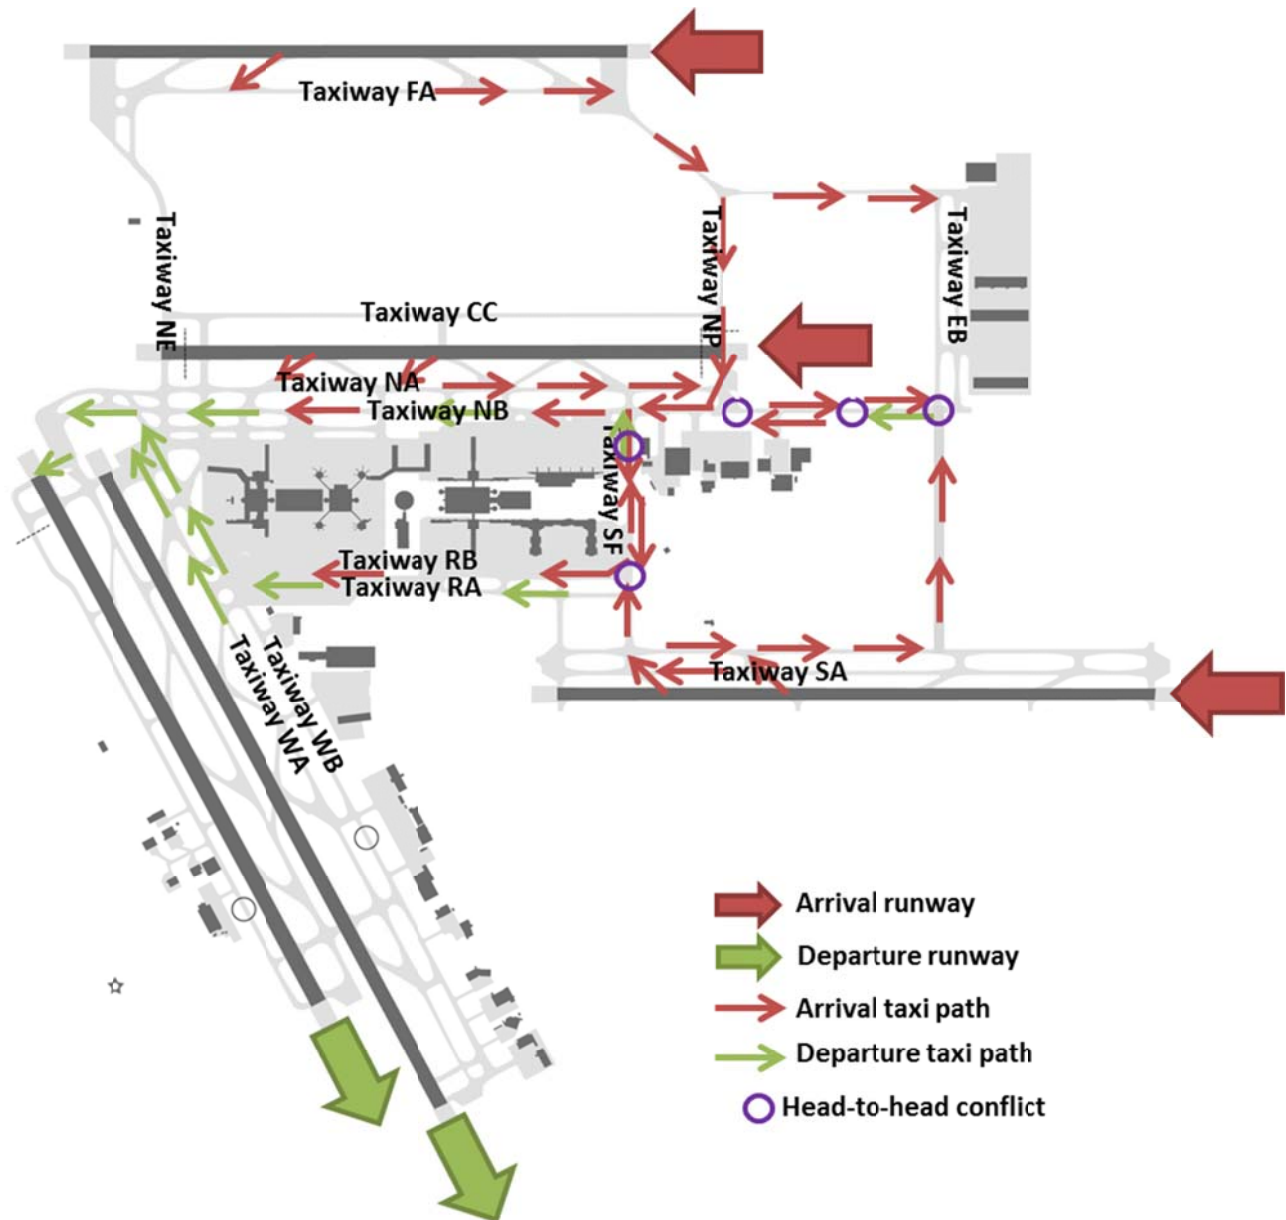 Taxiway FA
Taxiway NE
Taxiway NP
Taxiway EB
Taxiway CC
Taxiway NA
Taxiway NB
Taxiway SF
Taxiway RB
Taxiway RA
Taxiway WB
Taxiway WA
Taxiway SA
Arrival runway
Departure runway
Arrival taxi path
Departure taxi path
Head-to-head conflict